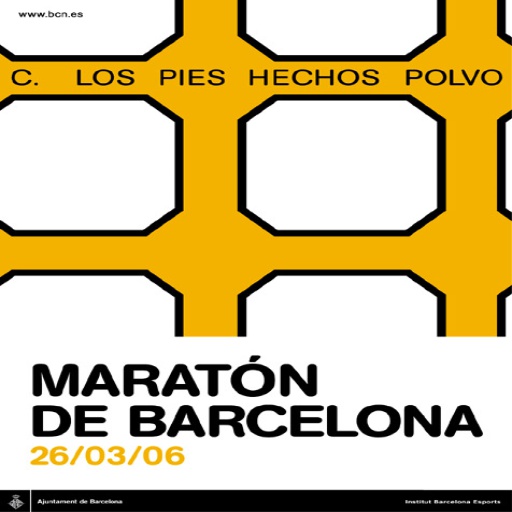 www.bcn.es
C. LOS PIES HECHOS POLVO
MARATÓN
DE BARCELONA
26/03/06
Ajuntament de Barcelona
Institut Barcelona Esports